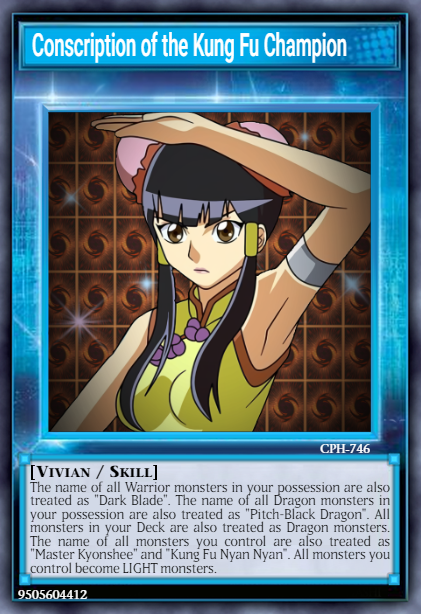 Conscription of the Kung Fu Champion
CPH-746
[VIVIAN / SKILL]
The name of all Warrior monsters in your possession are also
treated as "Dark Blade". The name of all Dragon monsters in
your possession are also treated as "Pitch-Black Dragon". All
monsters in your Deck are also treated as Dragon monsters.
The name of all monsters you control are also treated as
"Master Kyonshee" and "Kung Fu Nyan Nyan". All monsters you
control become LIGHT monsters.
9505604412